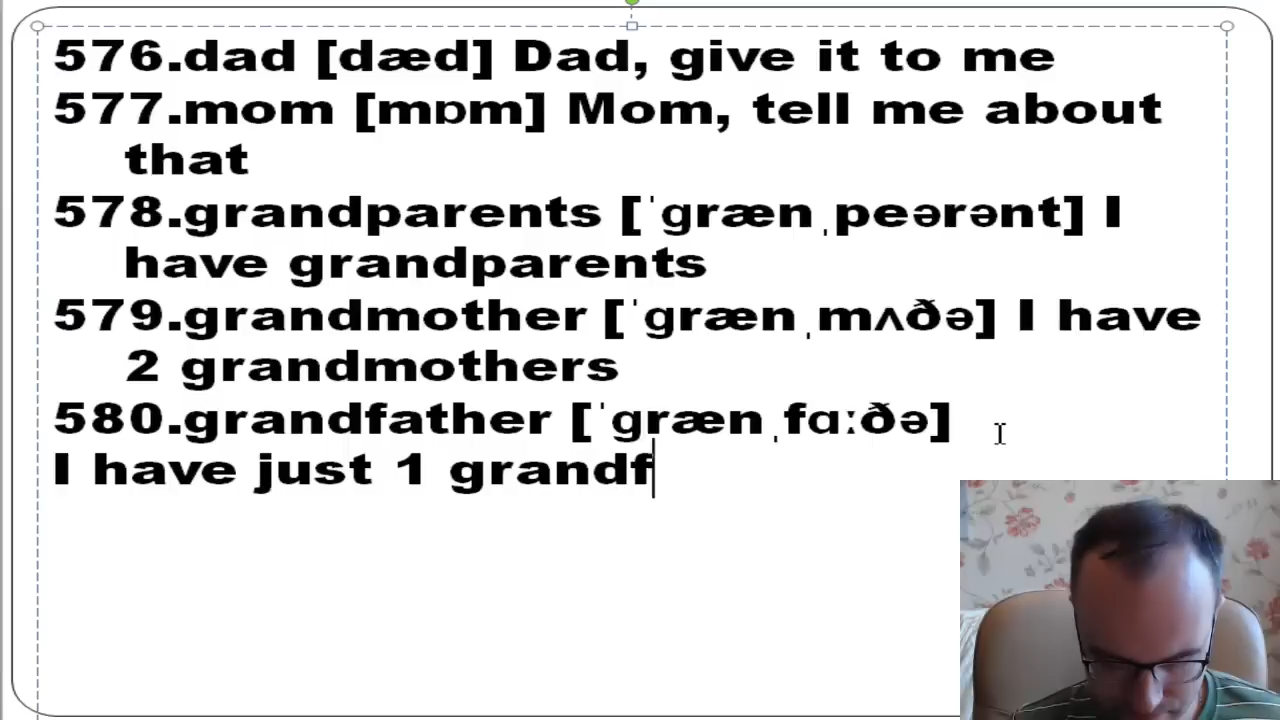 576.dad [dæd] Dad, give it to me
577.mom [mɒm] Mom, tell me about
that
578.grandparents [ˈɡrænˌpeərənt] I
have grandparents
579.grandmother [ˈɡrænˌmʌðə] I have
2 grandmothers
580.grandfather [ˈɡrænˌfɑːðə]
I have just 1 grandf